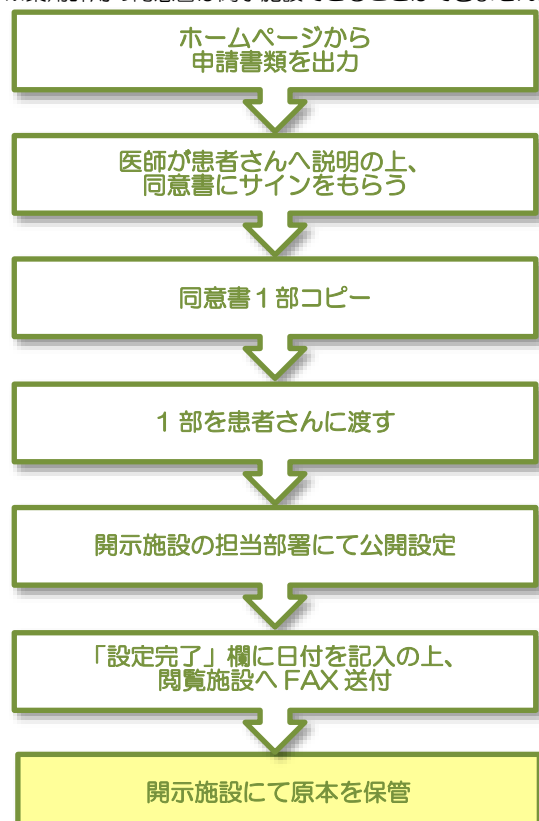 ホームページから
申請書類を出力
医師が患者さんへ説明の上、
同意書にサインをもらう
同意書1部コピー
1部を患者さんに渡す
開示施設の担当部署にて公開設定
「設定完了」欄に日付を記入の上、
閲覧施設へFAX送付
開示施設にて原本を保管